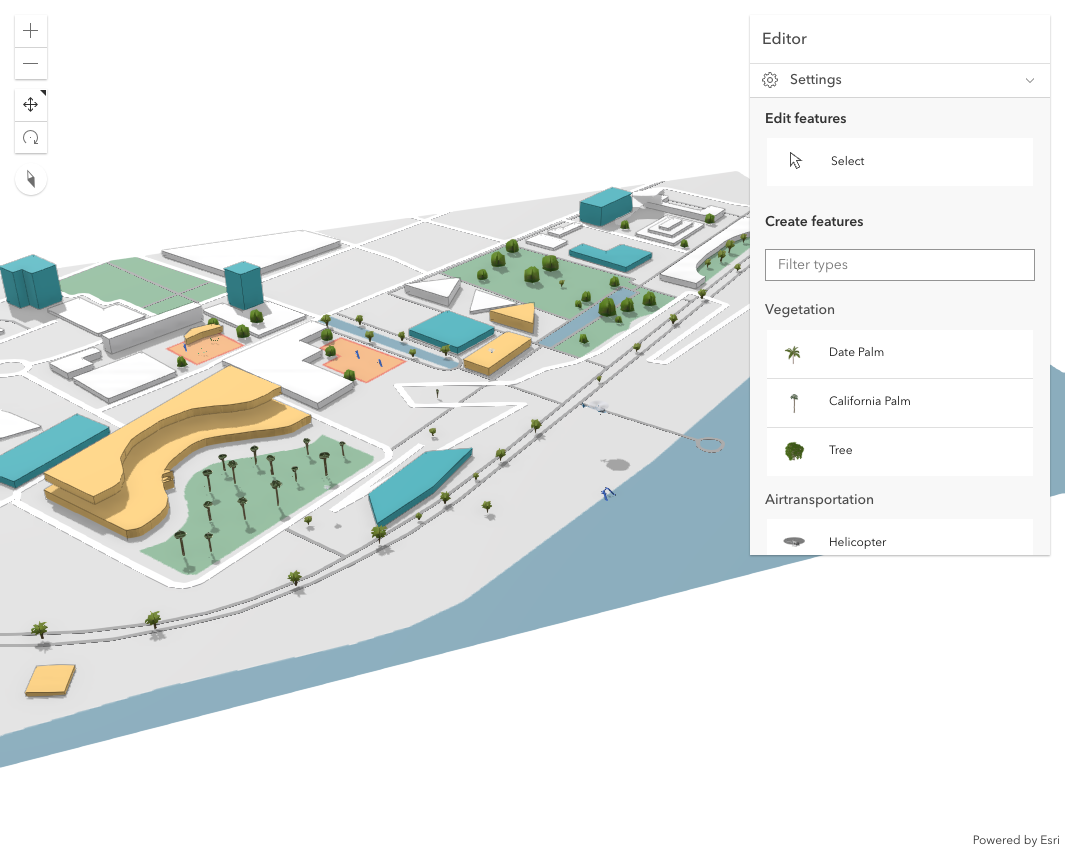 Editor
Settings
Edit features
Select
Create features
Filter types
Vegetation
Date Palm
California Palm
Tree
Airtransportation
Helicopter
Powered by Esri